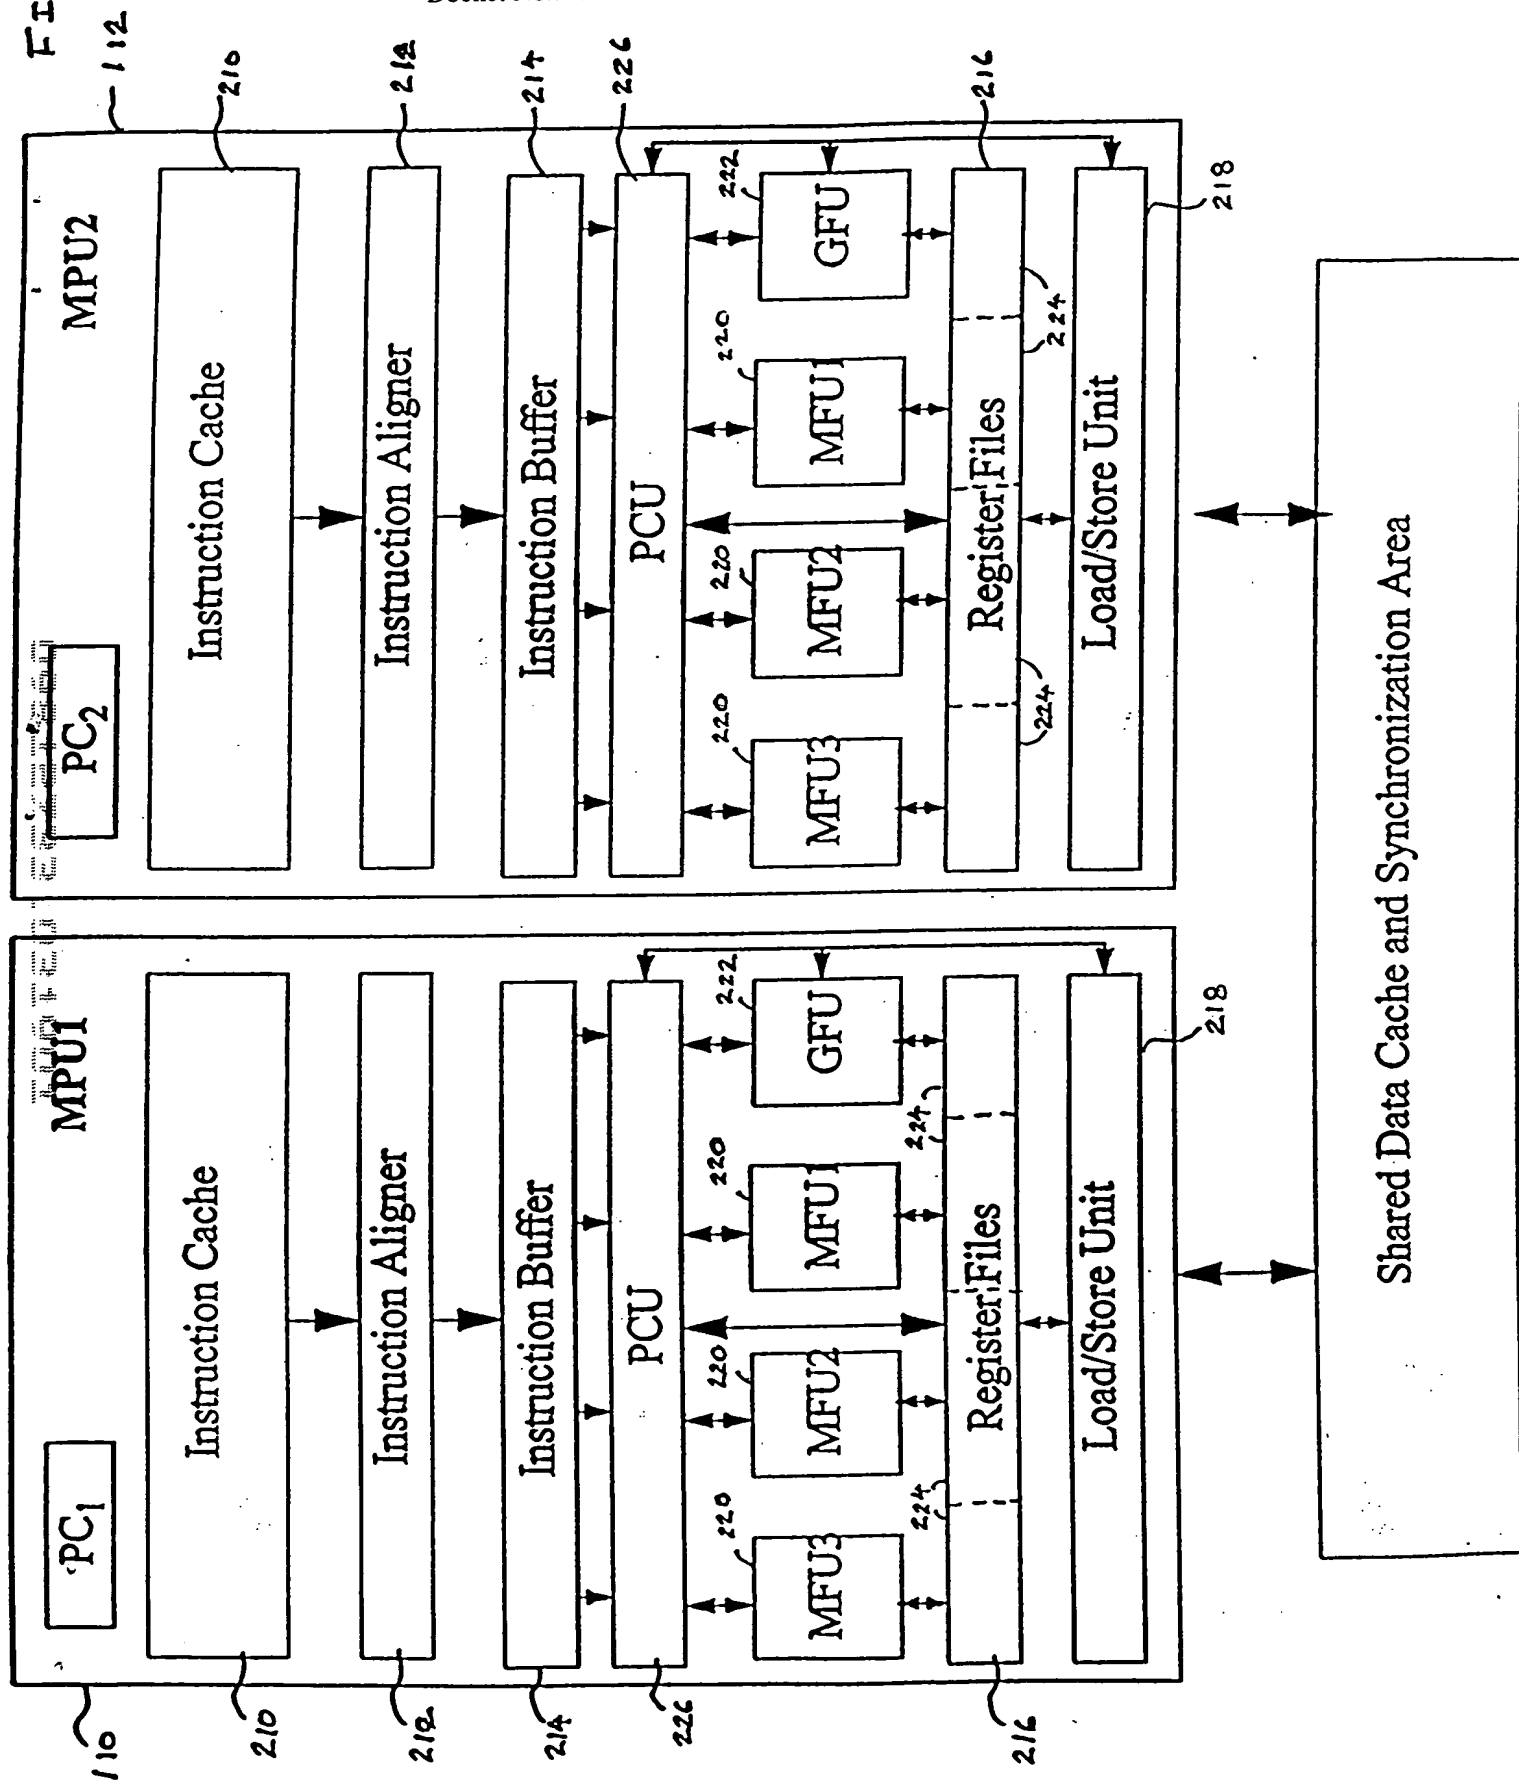 FI
112
110
MPU1
MPU2
PC1
PC2
210
Instruction Cache
Instruction Cache
210
212
Instruction Aligner
Instruction Aligner
212
214
Instruction Buffer
Instruction Buffer
214
226
PCU
PCU
226
220
220
220
222
220
220
220
222
MFU3
MFU2
MFU1
GFU
MFU3
MFU2
MFU1
GFU
224
224
216
Register Files
Register Files
216
224
224
Load/Store Unit
Load/Store Unit
218
218
Shared Data Cache and Synchronization Area